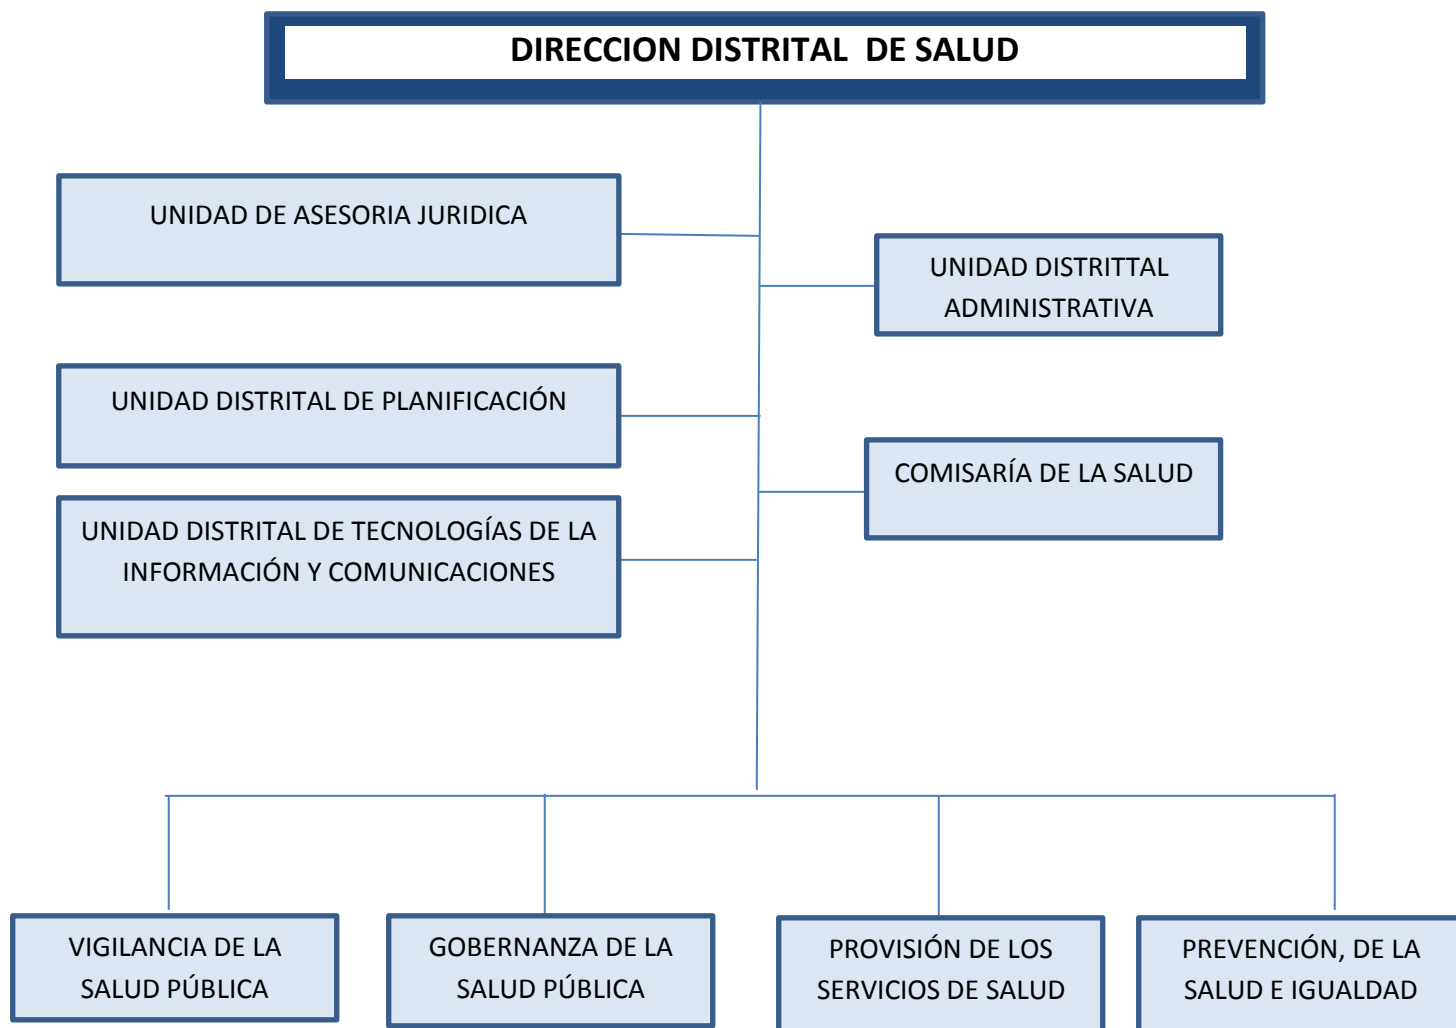 DIRECCION DISTRITAL DE SALUD
UNIDAD DE ASESORIA JURIDICA
UNIDAD DISTRITTAL
ADMINISTRATIVA
UNIDAD DISTRITAL DE PLANIFICACIÓN
COMISARÍA DE LA SALUD
UNIDAD DISTRITAL DE TECNOLOGÍAS DE LA
INFORMACIÓN Y COMUNICACIONES
VIGILANCIA DE LA
SALUD PÚBLICA
GOBERNANZA DE LA
SALUD PÚBLICA
PROVISIÓN DE LOS
SERVICIOS DE SALUD
PREVENCIÓN, DE LA
SALUD E IGUALDAD